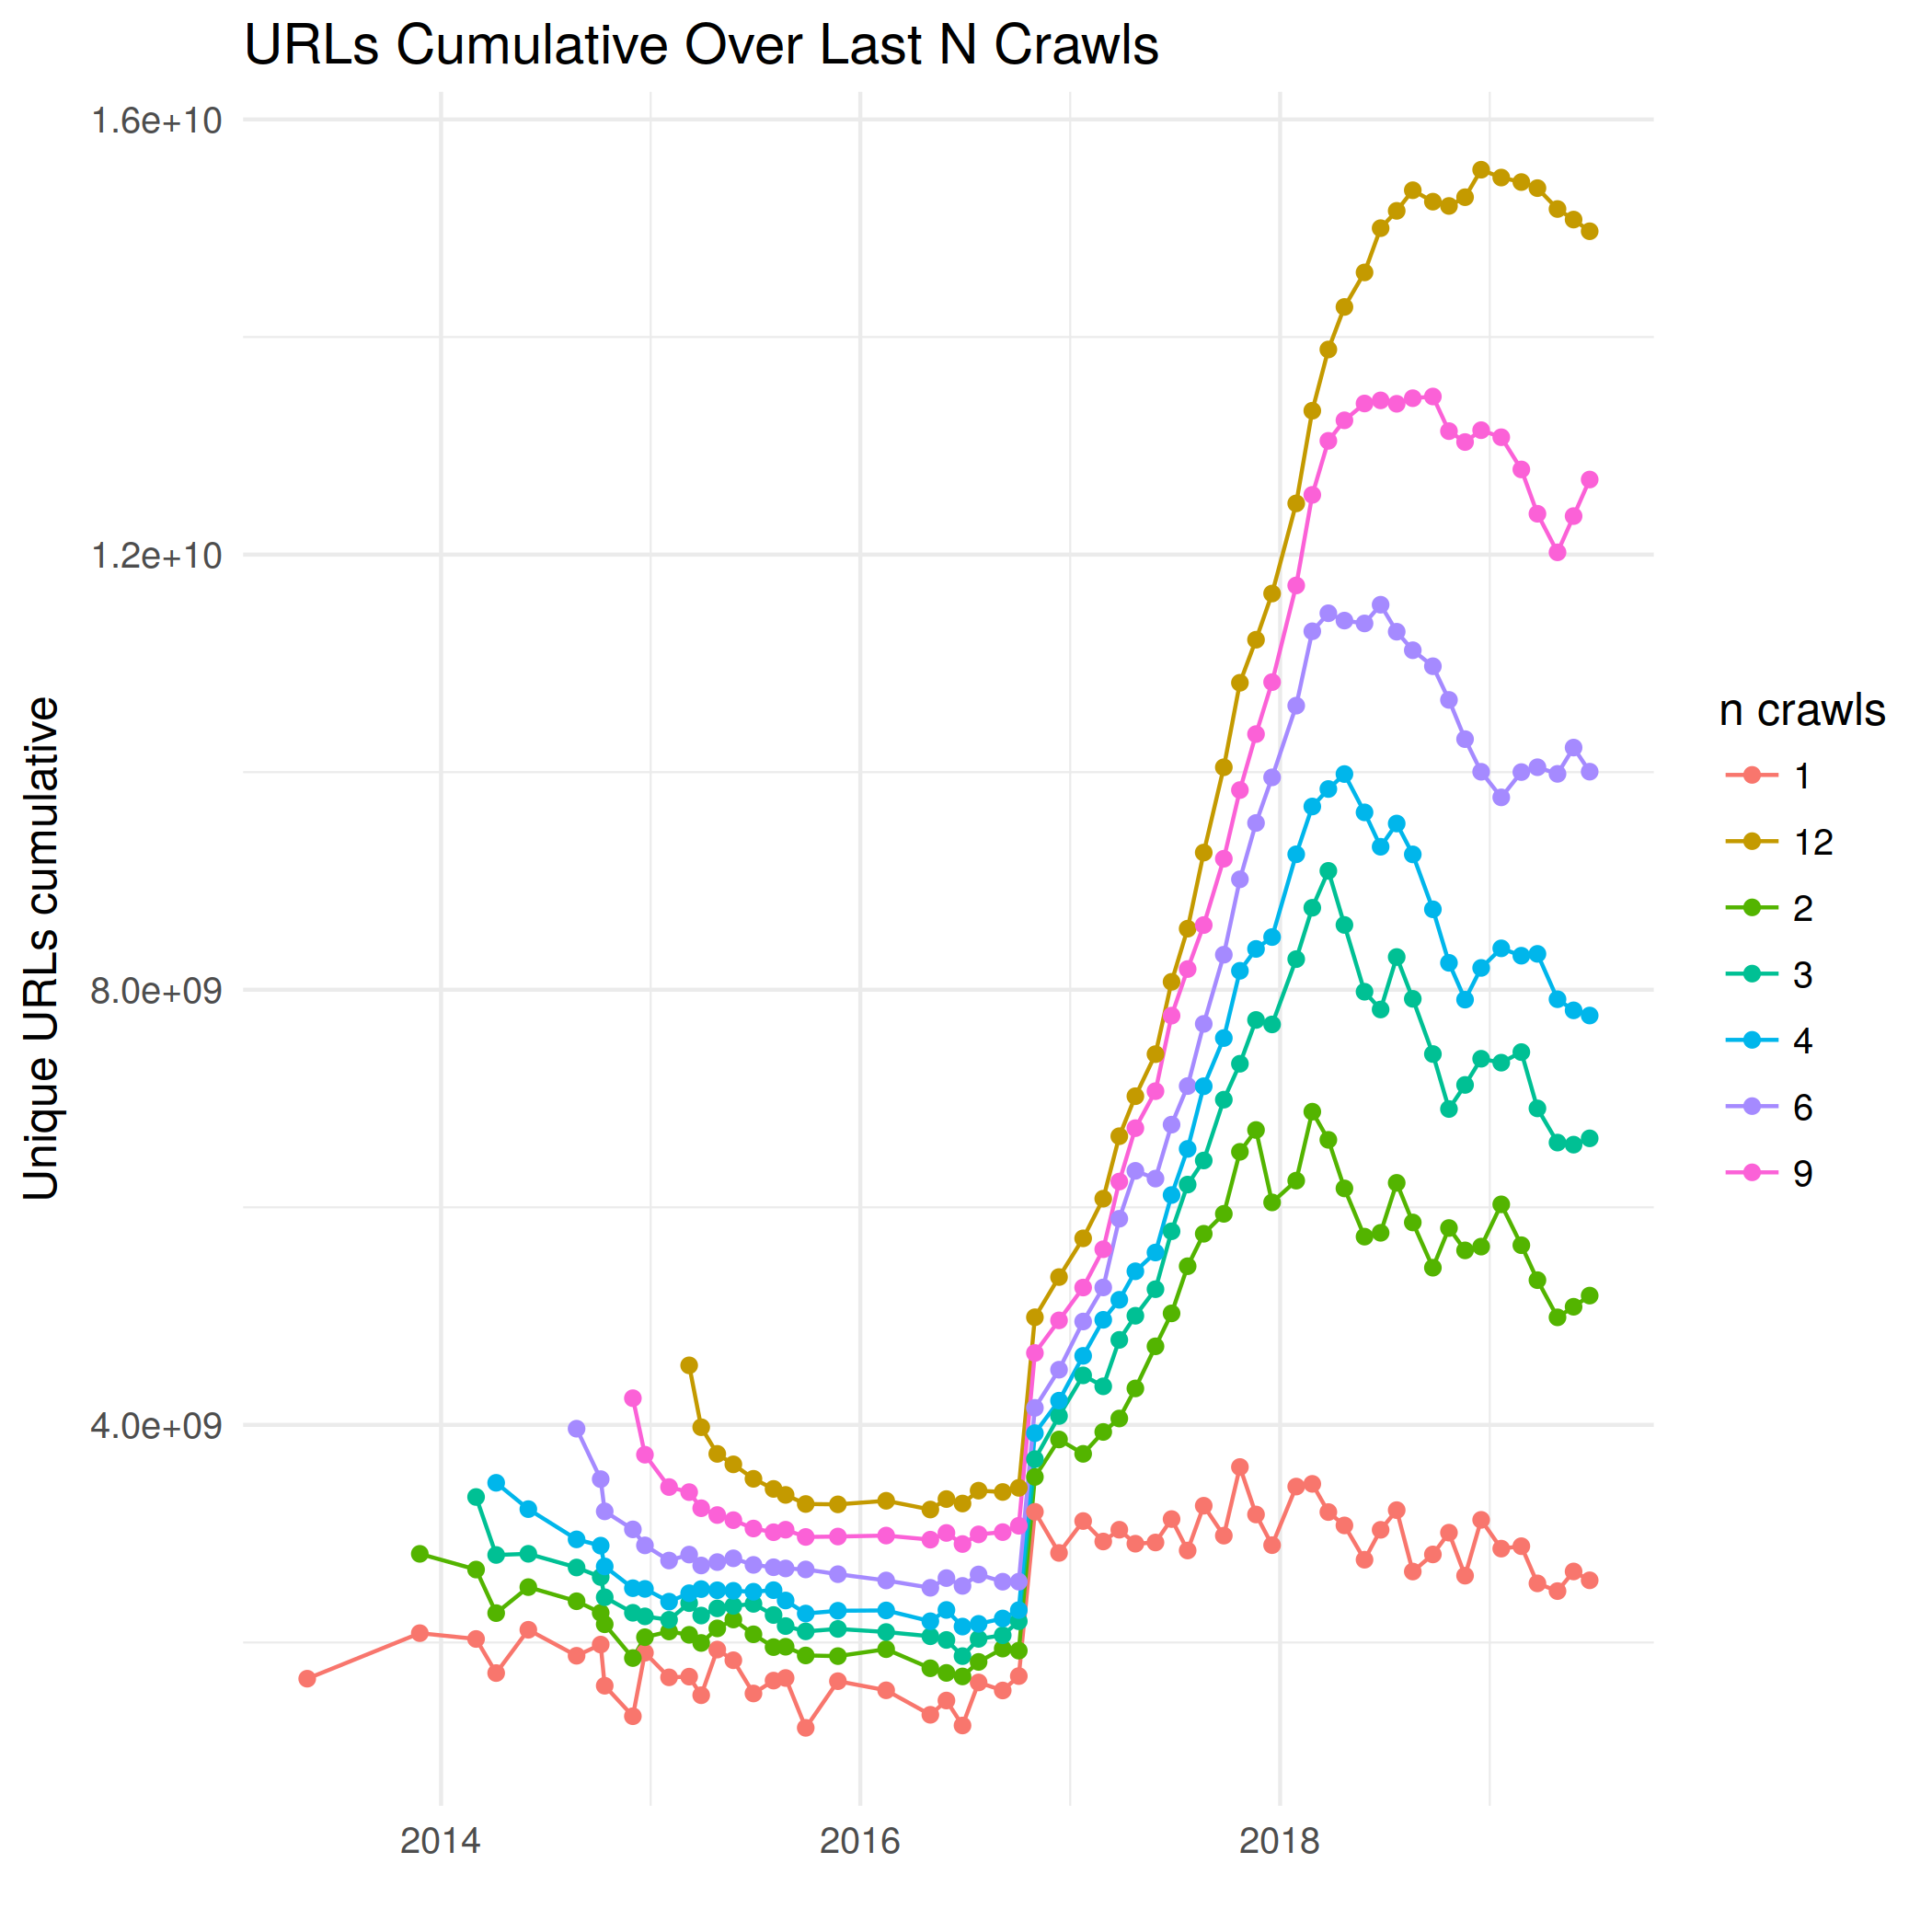 URLs Cumulative Over Last N Crawls
1.6e+10
1.2e+10
8.0e+09
4.0e+09
Unique URLs cumulative
2014
2016
2018
n crawls
1
12
2
3
4
6
9